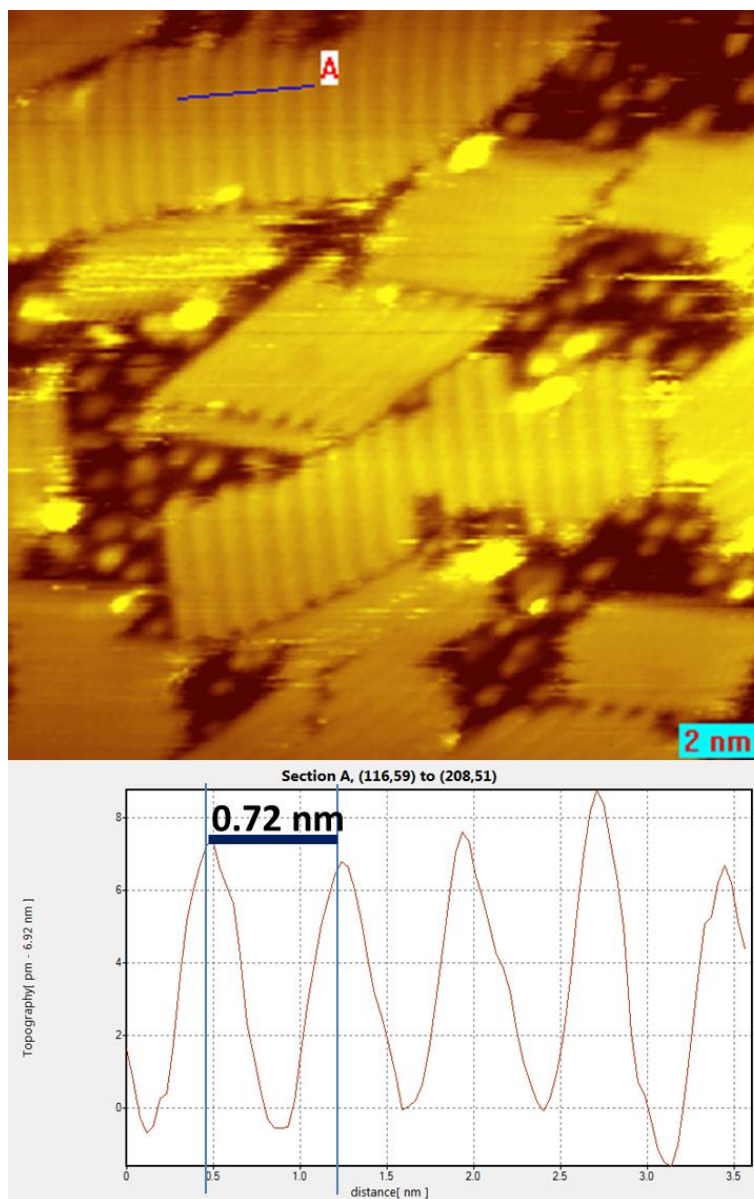 A
2 nm
Section A, (116,59) to (208,51)
0.72 nm
Topography[ pm - 6.92 nm ]
8
6
4
2
0
0 0.5 1.0 1.5 2.0 2.5 3.0 3.5
distance[ nm ]